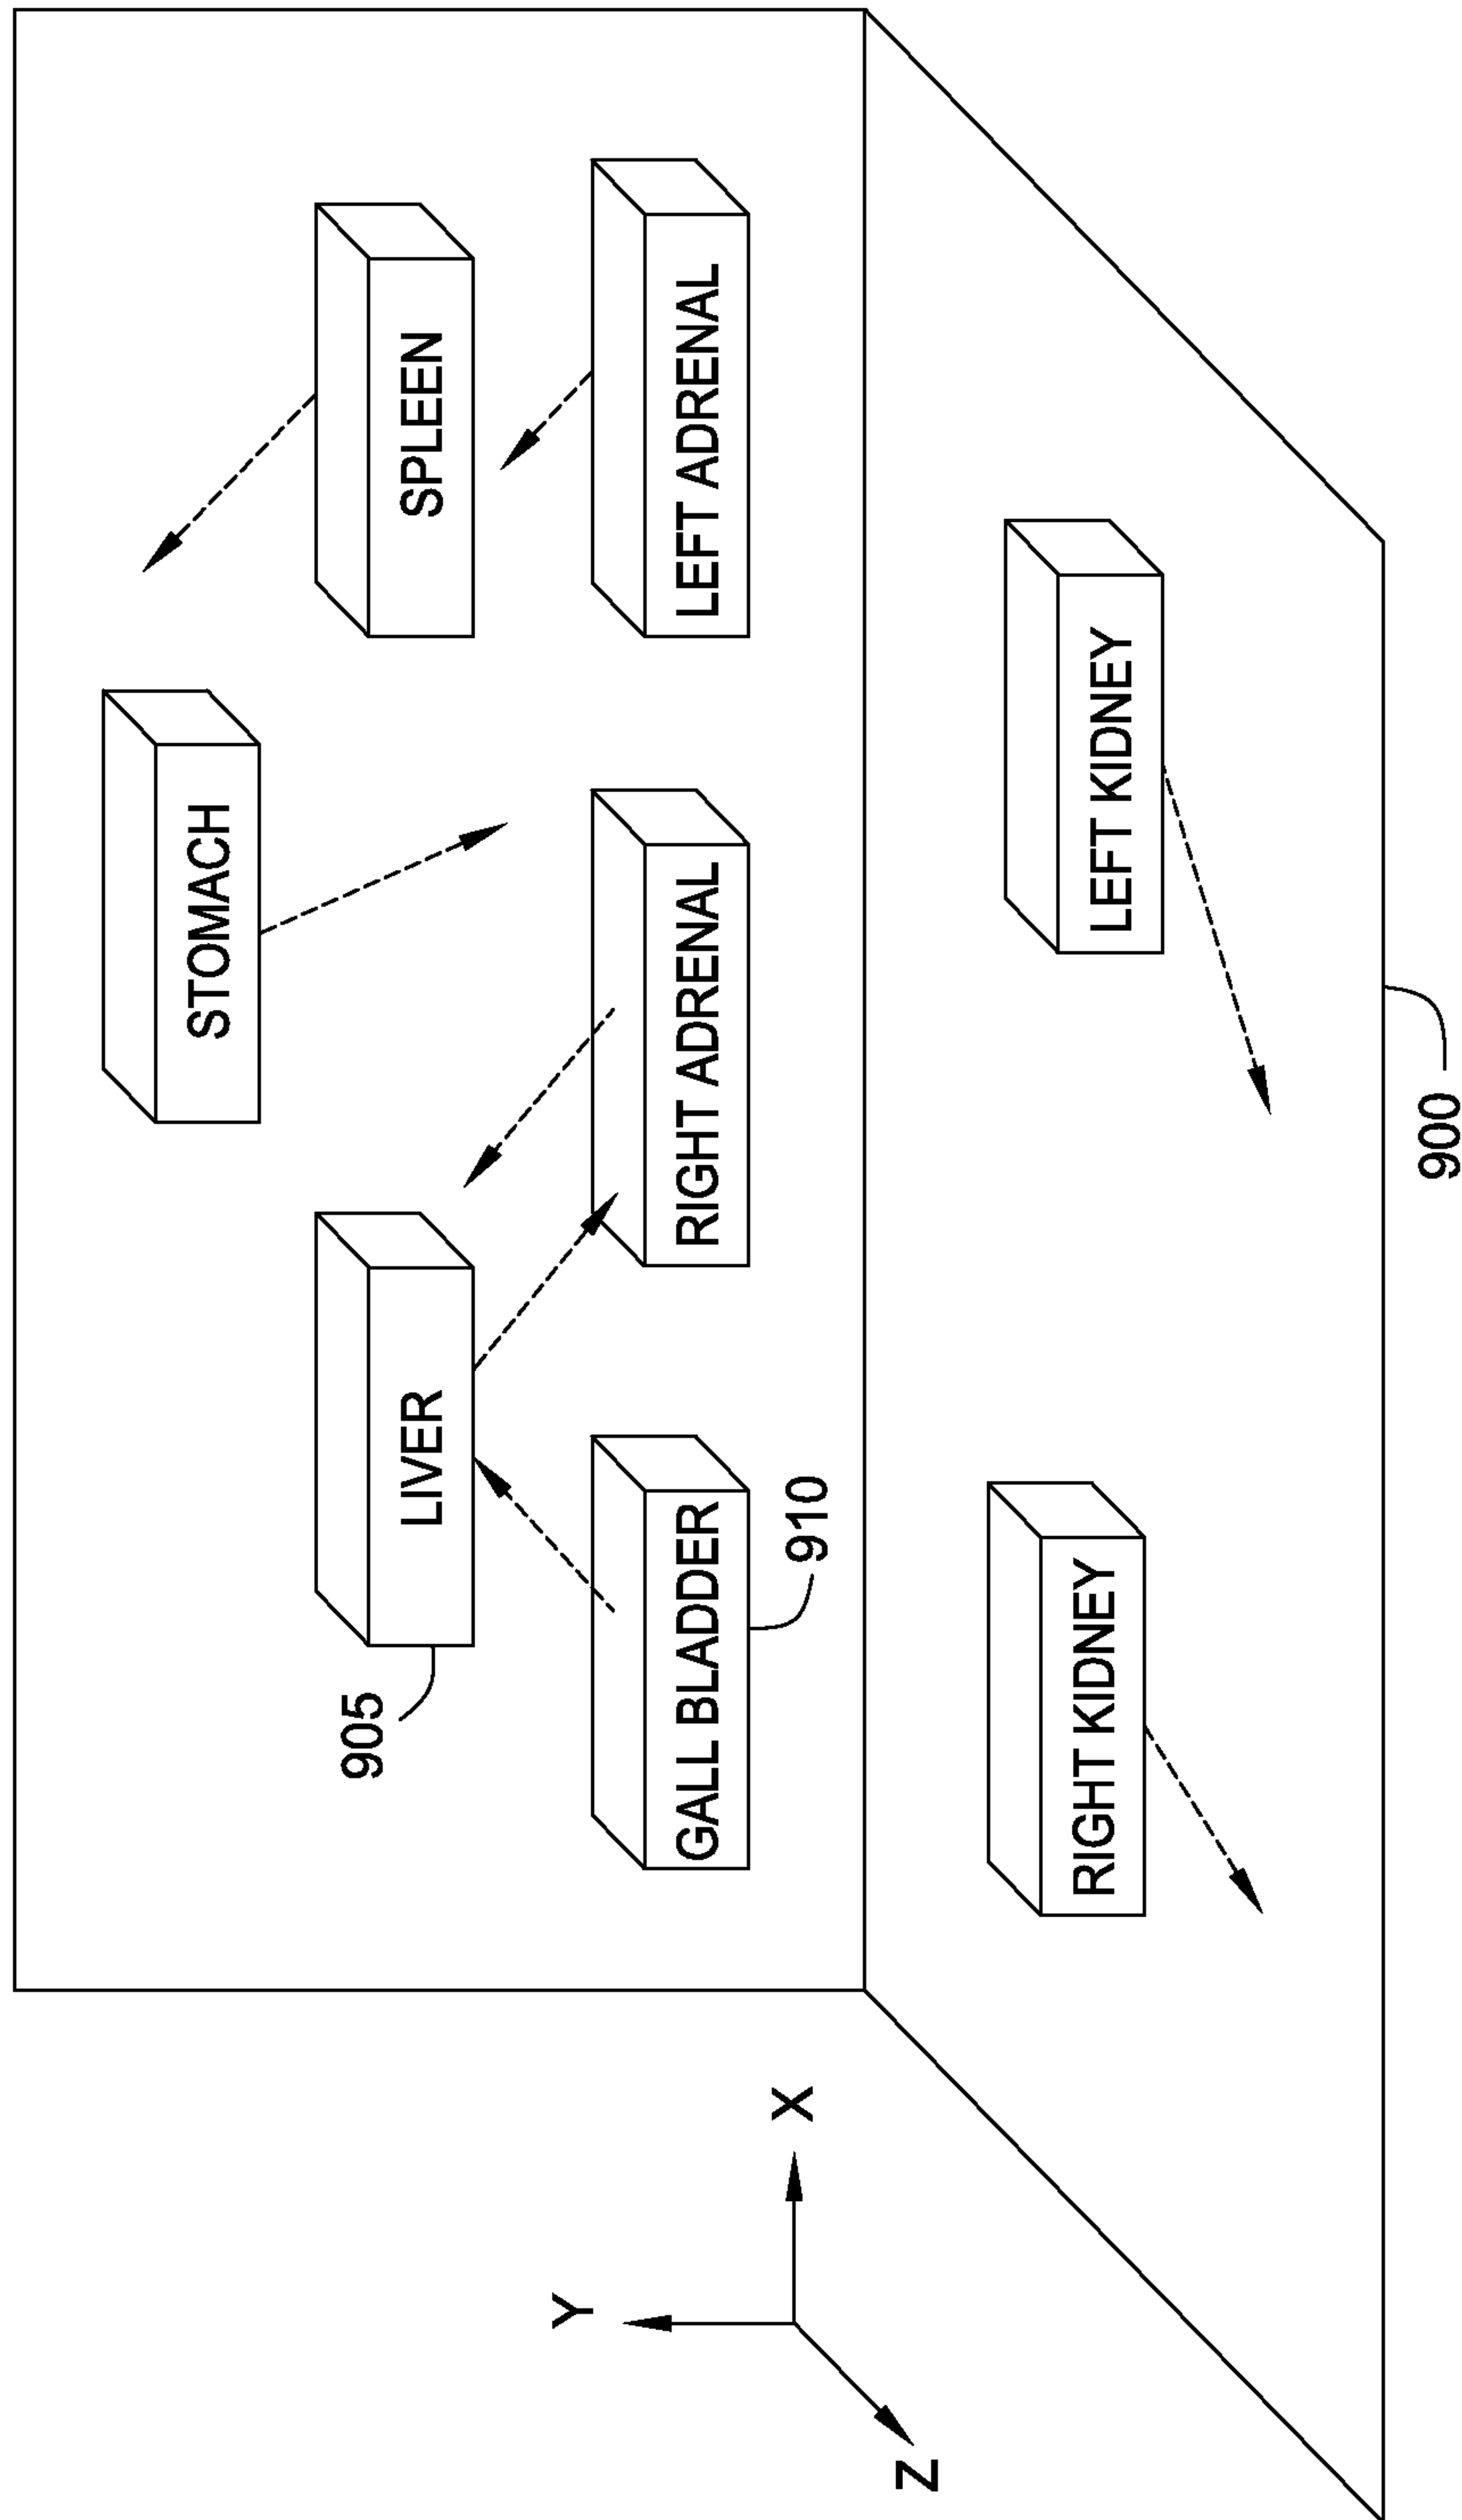 STOMACH
905
LIVER
SPLEEN
GALL BLADDER
910
RIGHT ADRENAL
LEFT ADRENAL
Y
X
Z
RIGHT KIDNEY
LEFT KIDNEY
900